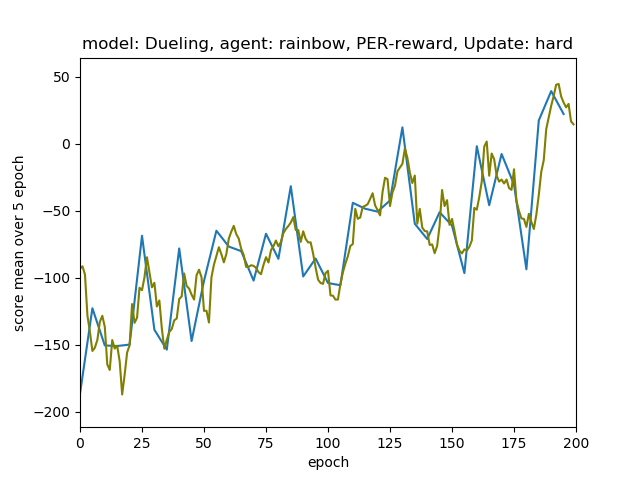 model: Dueling, agent: rainbow, PER-reward, Update: hard
score mean over 5 epoch
50
0
−50
−100
−150
−200
0 25 50 75 100 125 150 175 200
epoch